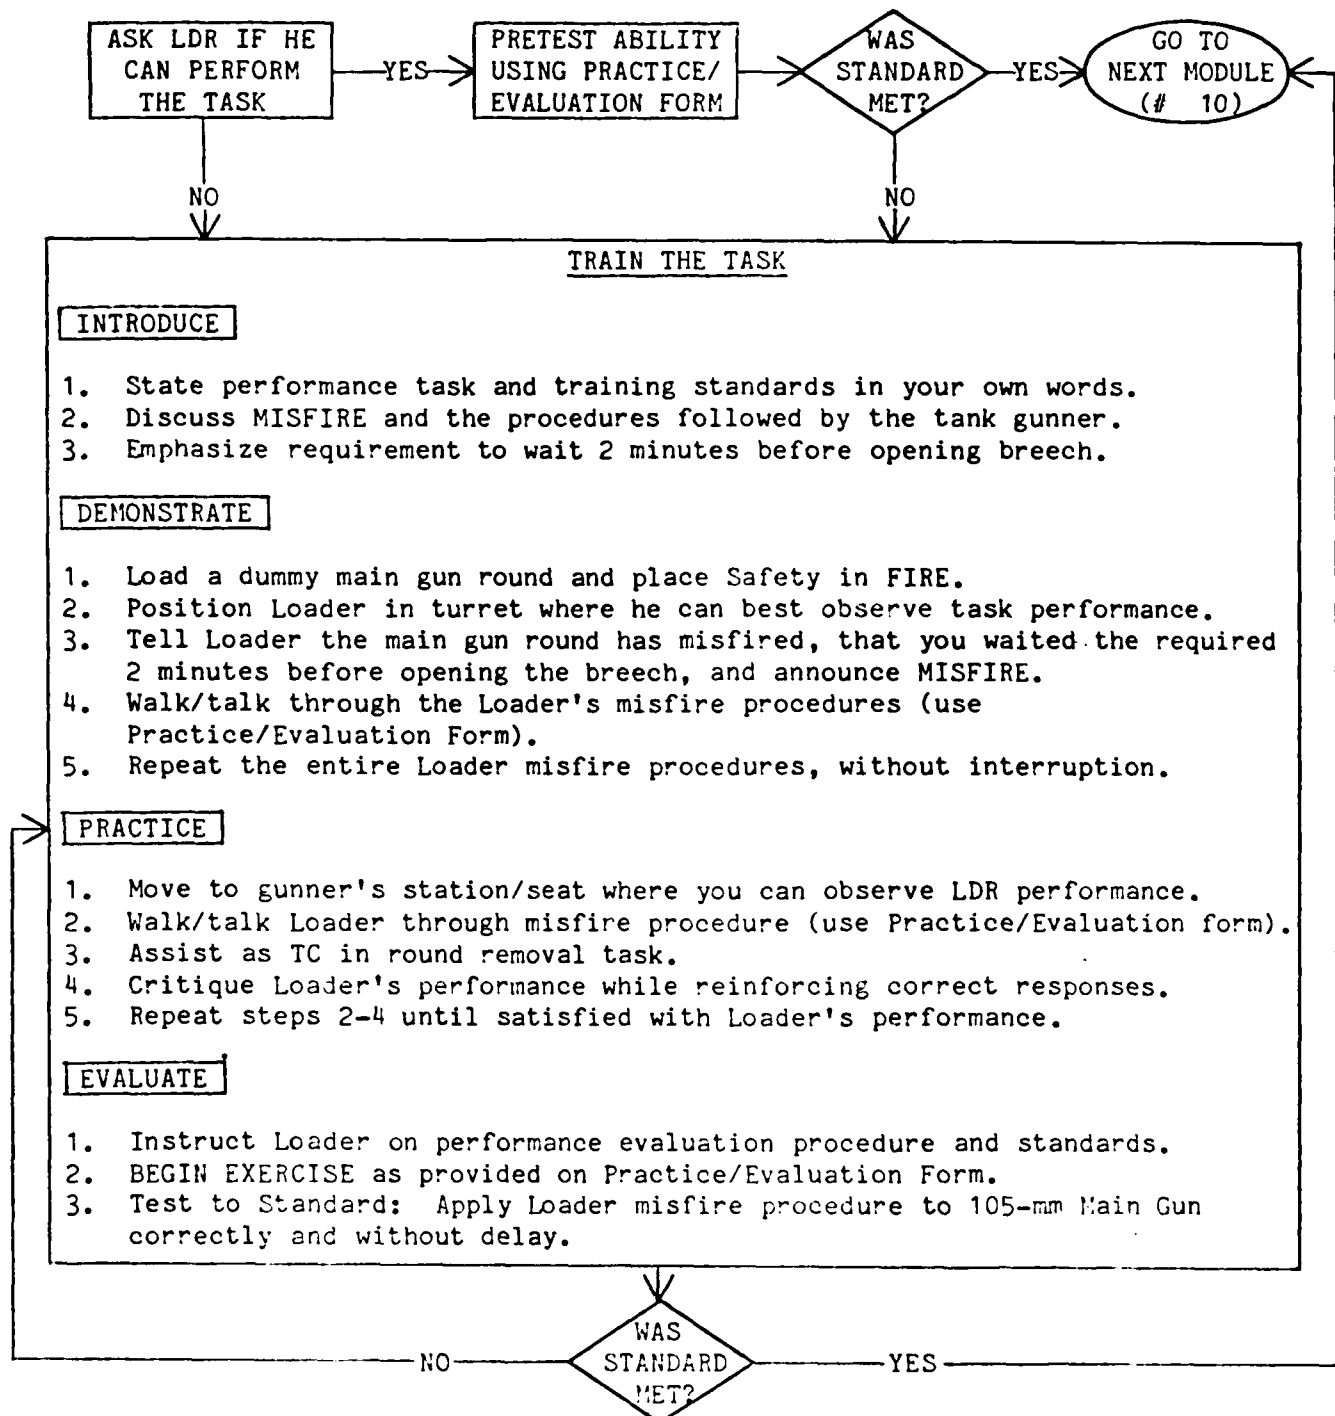 ASK LDR IF HE
CAN PERFORM
THE TASK
YES
PRETEST ABILITY
USING PRACTICE/
EVALUATION FORM
WAS
STANDARD
MET?
YES
GO TO
NEXT MODULE
(# 10)
NO
NO
TRAIN THE TASK
INTRODUCE
1. State performance task and training standards in your own words.
2. Discuss MISFIRE and the procedures followed by the tank gunner.
3. Emphasize requirement to wait 2 minutes before opening breech.
DEMONSTRATE
1. Load a dummy main gun round and place Safety in FIRE.
2. Position Loader in turret where he can best observe task performance.
3. Tell Loader the main gun round has misfired, that you waited the required
2 minutes before opening the breech, and announce MISFIRE.
4. Walk/talk through the Loader's misfire procedures (use
Practice/Evaluation Form).
5. Repeat the entire Loader misfire procedures, without interruption.
PRACTICE
1. Move to gunner's station/seat where you can observe LDR performance.
2. Walk/talk Loader through misfire procedure (use Practice/Evaluation form).
3. Assist as TC in round removal task.
4. Critique Loader's performance while reinforcing correct responses.
5. Repeat steps 2-4 until satisfied with Loader's performance.
EVALUATE
1. Instruct Loader on performance evaluation procedure and standards.
2. BEGIN EXERCISE as provided on Practice/Evaluation Form.
3. Test to Standard: Apply Loader misfire procedure to 105-mm Main Gun
correctly and without delay.
WAS
STANDARD
MET?
NO
YES